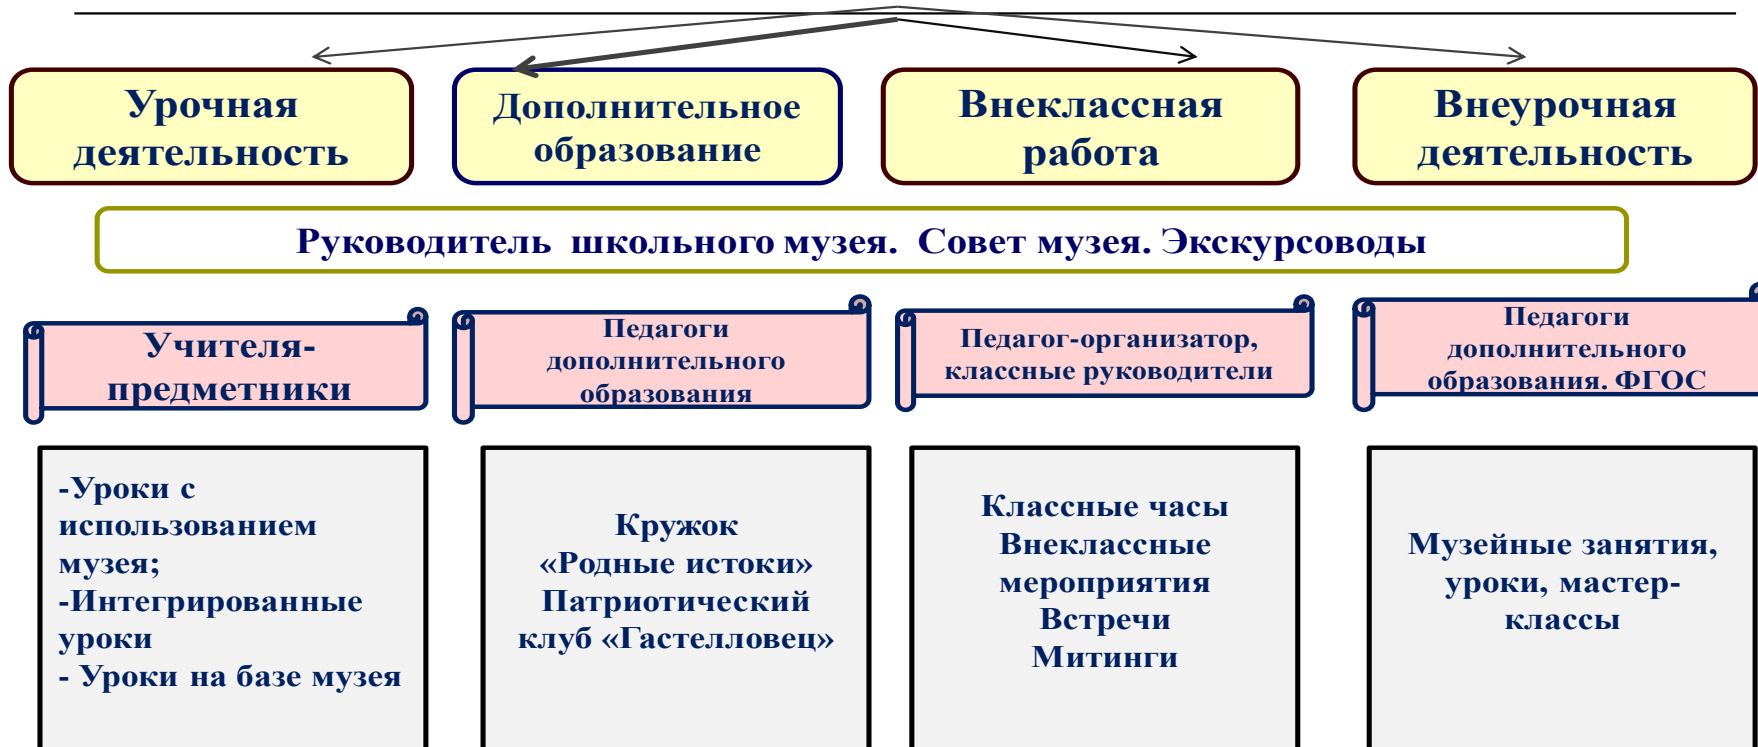 Урочная
деятельность
Дополнительное
образование
Внеклассная
работа
Внеурочная
деятельность
Руководитель школьного музея. Совет музея. Экскурсоводы
Учителя-
предметники
Педагоги
дополнительного
образования
Педагог-организатор,
классные руководители
Педагоги
дополнительного
образования. ФГОС
-Уроки с
использованием
музея;
-Интегрированные
уроки
- Уроки на базе музея
Кружок
«Родные истоки»
Патриотический
клуб «Гастелловец»
Классные часы
Внеклассные
мероприятия
Встречи
Митинги
Музейные занятия,
уроки, мастер-
классы